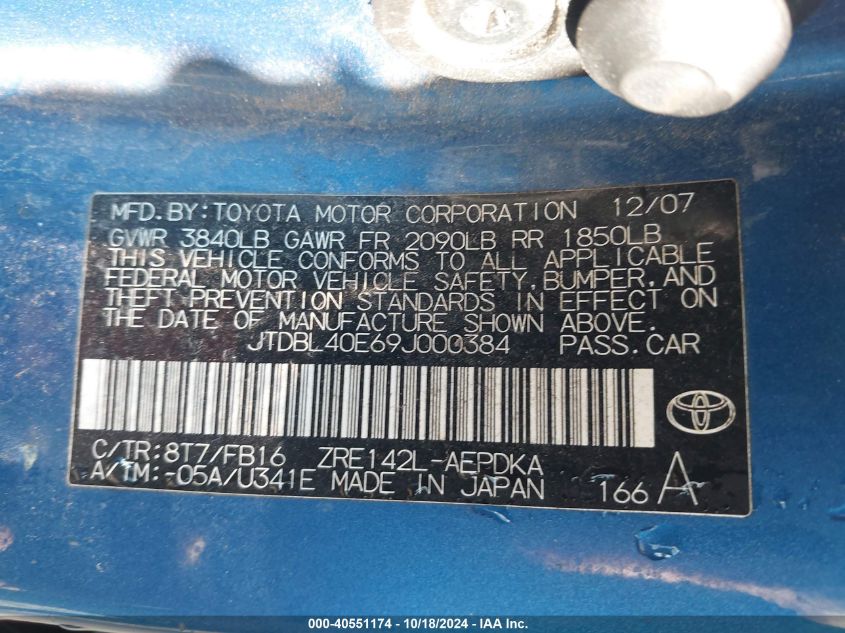 MFD.BY:TOYOTA MOTOR CORPORATION 12/07
GVWR 3840LB GAWR FR 2090LB RR 1850LB
THIS VEHICLE CONFORMS TO ALL APPLICABLE
FEDERAL MOTOR VEHICLE SAFETY,BUMPER,AND
THEFT PREVENTION STANDARDS IN EFFECT ON
THE DATE OF MANUFACTURE SHOWN ABOVE.
JTDBL40E69J000384 PASS.CAR
C/TR:8T7/FB16 ZRE142L-AEPDKA
A/TM:-05A/U341E MADE IN JAPAN 166 A
000-40551174 - 10/18/2024 - IAA Inc.